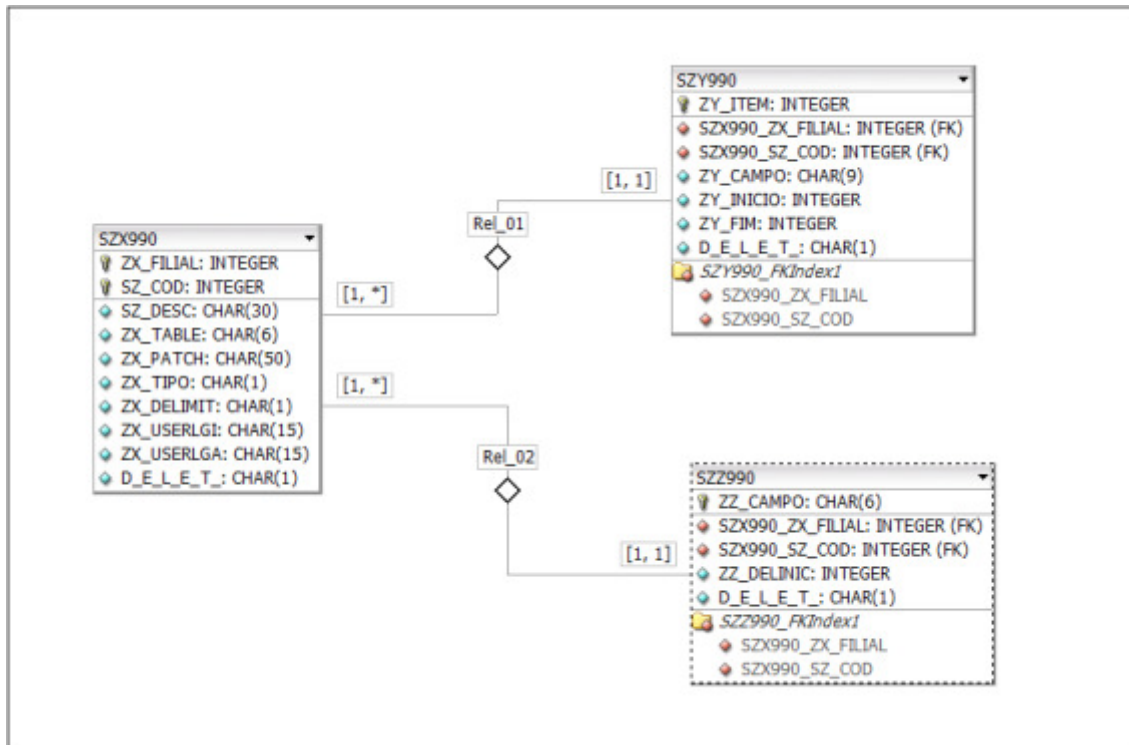 SZX990
ZX_FILIAL: INTEGER
SZ_COD: INTEGER
SZ_DESC: CHAR(30)
ZX_TABLE: CHAR(6)
ZX_PATCH: CHAR(50)
ZX_TIPO: CHAR(1)
ZX_DELIMIT: CHAR(1)
ZX_USERLGI: CHAR(15)
ZX_USERLGA: CHAR(15)
D_E_L_E_T_: CHAR(1)
[1, *]
Rel_01
[1, 1]
SZY990
ZY_ITEM: INTEGER
SZX990_ZX_FILIAL: INTEGER (FK)
SZX990_SZ_COD: INTEGER (FK)
ZY_CAMPO: CHAR(9)
ZY_INICIO: INTEGER
ZY_FIM: INTEGER
D_E_L_E_T_: CHAR(1)
SZY990_FKIndex1
SZX990_ZX_FILIAL
SZX990_SZ_COD
[1, *]
Rel_02
[1, 1]
SZZ990
ZZ_CAMPO: CHAR(6)
SZX990_ZX_FILIAL: INTEGER (FK)
SZX990_SZ_COD: INTEGER (FK)
ZZ_DELINIC: INTEGER
D_E_L_E_T_: CHAR(1)
SZZ990_FKIndex1
SZX990_ZX_FILIAL
SZX990_SZ_COD